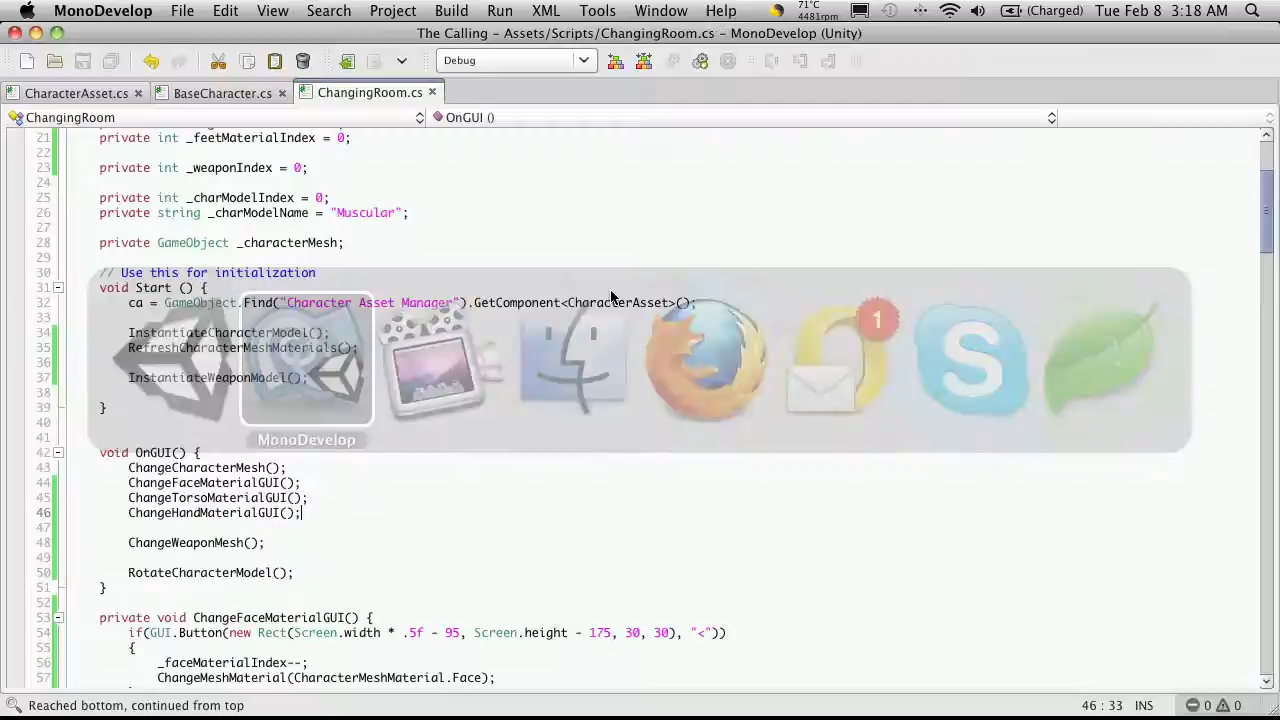 MonoDevelop File Edit View Search Project Build Run XML Tools Window Help 71°C 4481rpm (Charged) Tue Feb 8 3:18 AM
The Calling - Assets/Scripts/ChangingRoom.cs - MonoDevelop (Unity)
Debug
CharacterAsset.cs × BaseCharacter.cs × ChangingRoom.cs ×
ChangingRoom OnGUI ()
21 private int _feetMaterialIndex = 0;
22
23 private int _weaponIndex = 0;
24
25 private int _charModelIndex = 0;
26 private string _charModelName = "Muscular";
27
28 private GameObject _characterMesh;
29
30 // Use this for initialization
31 void Start () {
32 ca = GameObject.Find("Character Asset Manager").GetComponent<CharacterAsset>();
33
34 InstantiateCharacterModel();
35 RefreshCharacterMeshMaterials();
36
37 InstantiateWeaponModel();
38
39 }
40
41
42 void OnGUI() {
43 ChangeCharacterMesh();
44 ChangeFaceMaterialGUI();
45 ChangeTorsoMaterialGUI();
46 ChangeHandMaterialGUI();
47
48 ChangeWeaponMesh();
49
50 RotateCharacterModel();
51 }
52
53 private void ChangeFaceMaterialGUI() {
54 if(GUI.Button(new Rect(Screen.width * .5f - 95, Screen.height - 175, 30, 30), "<"))
55 {
56 _faceMaterialIndex--;
57 ChangeMeshMaterial(CharacterMeshMaterial.Face);
1
S
MonoDevelop
Reached bottom, continued from top 46 : 33 INS 0 0